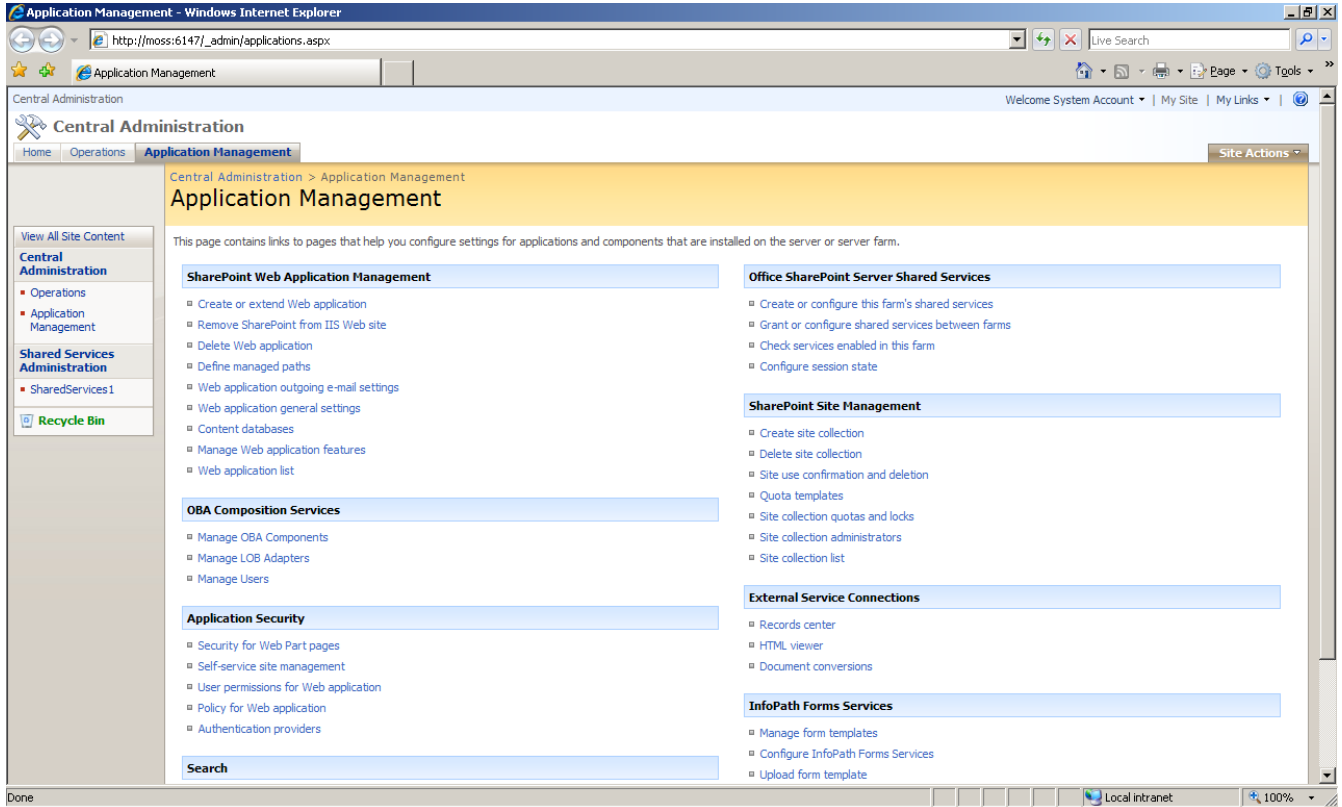 Application Management - Windows Internet Explorer
http://moss:6147/_admin/applications.aspx
Live Search
Application Management
Page
Tools
Central Administration
Welcome System Account | My Site | My Links |
Central Administration
Home Operations Application Management
Site Actions
Central Administration > Application Management
Application Management
View All Site Content
Central
Administration
Operations
Application
Management
Shared Services
Administration
SharedServices1
Recycle Bin
This page contains links to pages that help you configure settings for applications and components that are installed on the server or server farm.
SharePoint Web Application Management
Create or extend Web application
Remove SharePoint from IIS Web site
Delete Web application
Define managed paths
Web application outgoing e-mail settings
Web application general settings
Content databases
Manage Web application features
Web application list
OBA Composition Services
Manage OBA Components
Manage LOB Adapters
Manage Users
Application Security
Security for Web Part pages
Self-service site management
User permissions for Web application
Policy for Web application
Authentication providers
Search
Office SharePoint Server Shared Services
Create or configure this farm's shared services
Grant or configure shared services between farms
Check services enabled in this farm
Configure session state
SharePoint Site Management
Create site collection
Delete site collection
Site use confirmation and deletion
Quota templates
Site collection quotas and locks
Site collection administrators
Site collection list
External Service Connections
Records center
HTML viewer
Document conversions
InfoPath Forms Services
Manage form templates
Configure InfoPath Forms Services
Upload form template
Done
Local intranet
100%